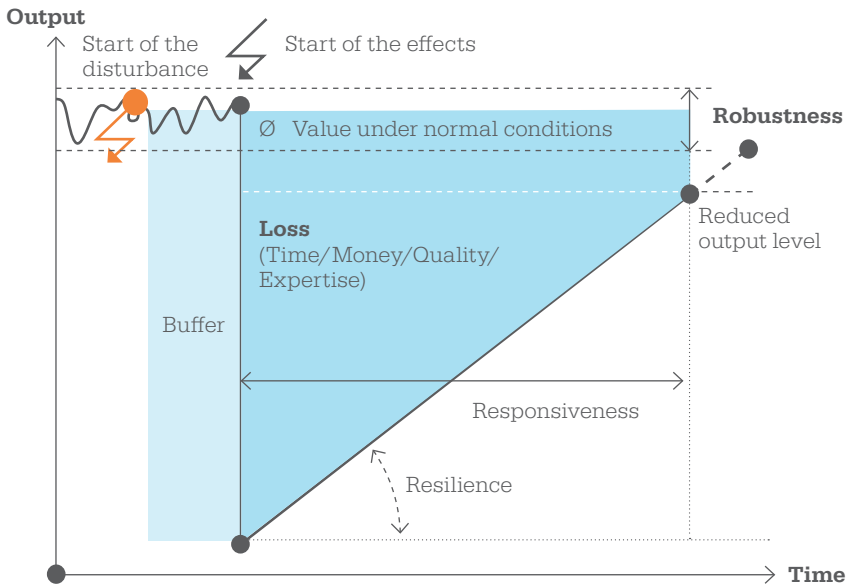 Output
Start of the
disturbance
Start of the effects
Ø Value under normal conditions
Robustness
Reduced
output level
Loss
(Time/Money/Quality/
Expertise)
Buffer
Responsiveness
Resilience
Time